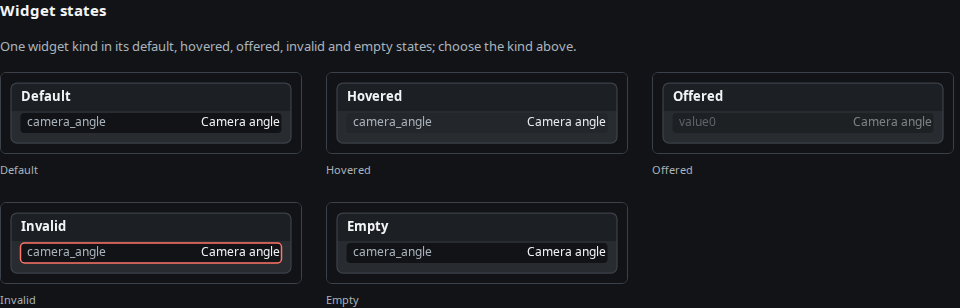 Widget states
One widget kind in its default, hovered, offered, invalid and empty states; choose the kind above.
Default
camera_angle Camera angle
Default
Hovered
camera_angle Camera angle
Hovered
Offered
value0 Camera angle
Offered
Invalid
camera_angle Camera angle
Invalid
Empty
camera_angle Camera angle
Empty